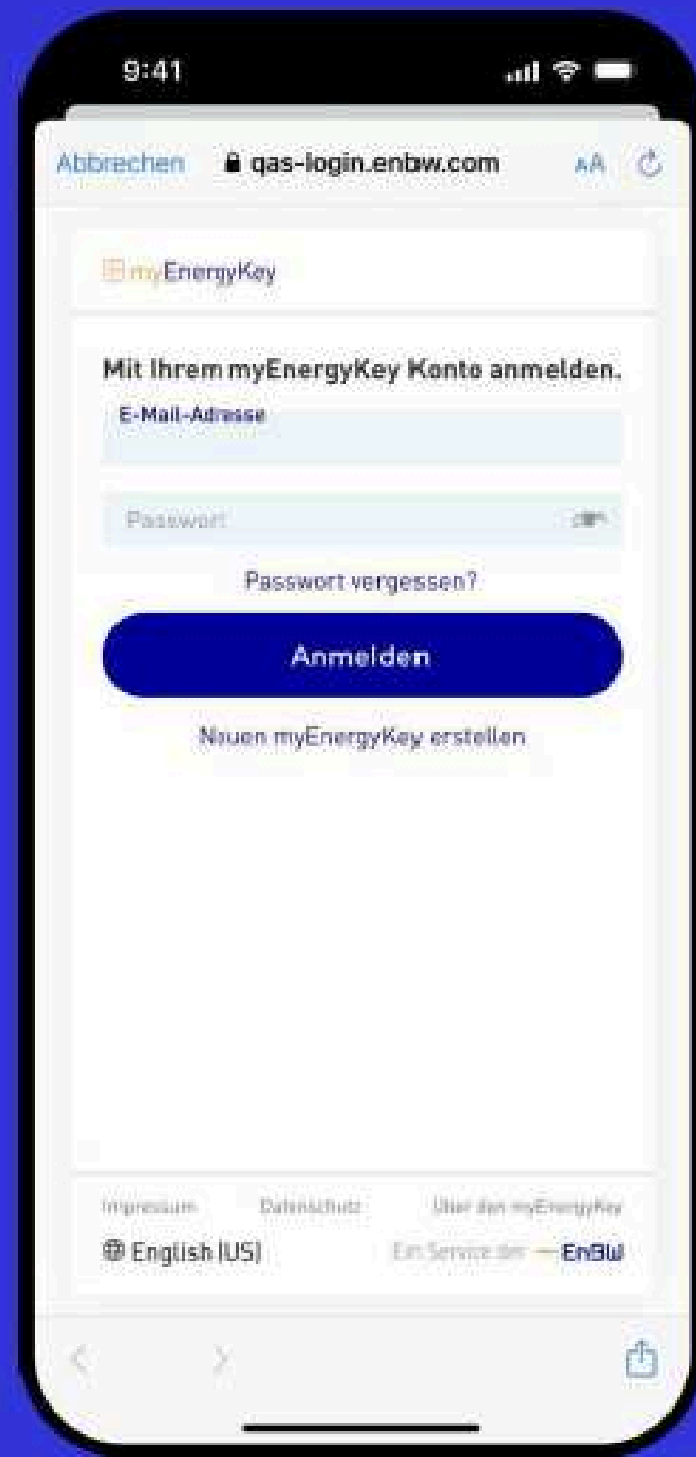 9:41
Abbrechen qas-login.enbw.com AA
myEnergyKey
Mit Ihrem myEnergyKey Konto anmelden.
E-Mail-Adresse
Passwort
Passwort vergessen?
Anmelden
Neuen myEnergyKey erstellen
Impressum Datenschutz Über den myEnergyKey
English (US) Ein Service der EnBW